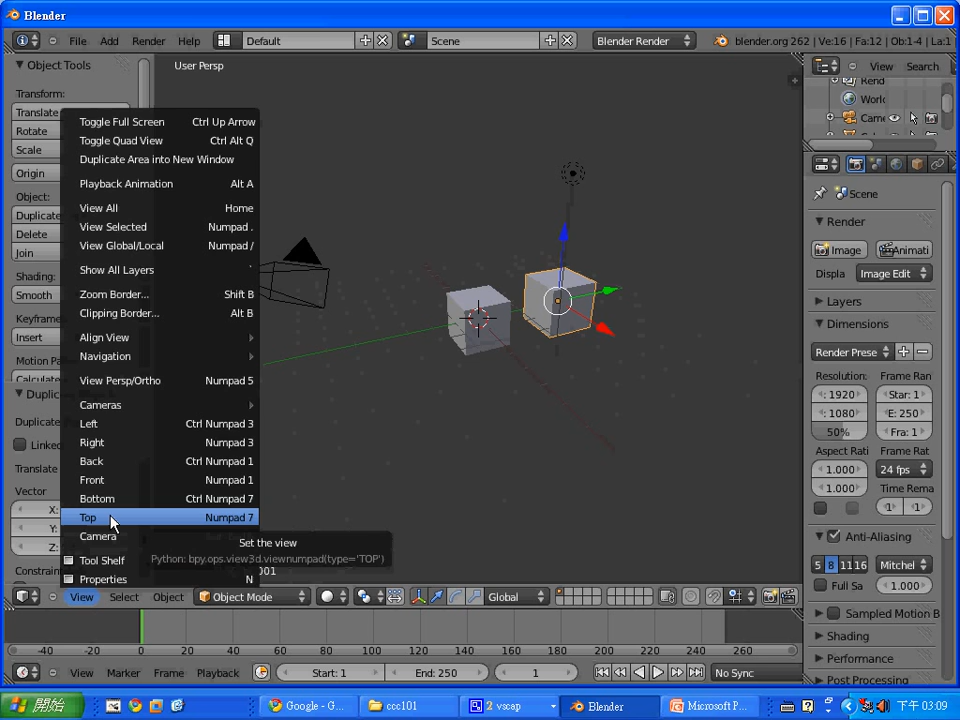 Blender
File Add Render Help Default Scene Blender Render blender.org 262 | Ve:16 | Fa:12 | Ob:1-4 | La:1
Object Tools
Transform:
Translate
Rotate
Scale
Origin
Object:
Duplicate
Delete
Join
Shading:
Smooth
Keyframe
Insert
Motion Pa
Calculate
Duplic
Duplicat
Linked
Translate
Vector
X:
Y:
Z:
Constrai
User Persp
Toggle Full Screen Ctrl Up Arrow
Toggle Quad View Ctrl Alt Q
Duplicate Area into New Window
Playback Animation Alt A
View All Home
View Selected Numpad .
View Global/Local Numpad /
Show All Layers `
Zoom Border... Shift B
Clipping Border... Alt B
Align View
Navigation
View Persp/Ortho Numpad 5
Cameras
Left Ctrl Numpad 3
Right Numpad 3
Back Ctrl Numpad 1
Front Numpad 1
Bottom Ctrl Numpad 7
Top Numpad 7
Camera
Tool Shelf
Properties N
Set the view
Python: bpy.ops.view3d.viewnumpad(type='TOP')
001
View Search
Rend
World
Came
Scene
Render
Image Animati
Displa Image Edit
Layers
Dimensions
Render Prese
Resolution: Frame Ran
: 1920 Star: 1
: 1080 E: 250
50% Fra: 1
Aspect Rati Frame Rat
1.000 24 fps
1.000 Time Rema
1 1
Anti-Aliasing
5 8 11 16 Mitchel
Full Sa 1.000
Sampled Motion B
Shading
Performance
Post Processing
View Select Object Object Mode Global
-40 -20 0 20 40 60 80 100 120 140 160 180 200 220 240 260
View Marker Frame Playback Start: 1 End: 250 1 No Sync
開始 Google - G... ccc101 2 vscap Blender Microsoft P... 下午 03:09